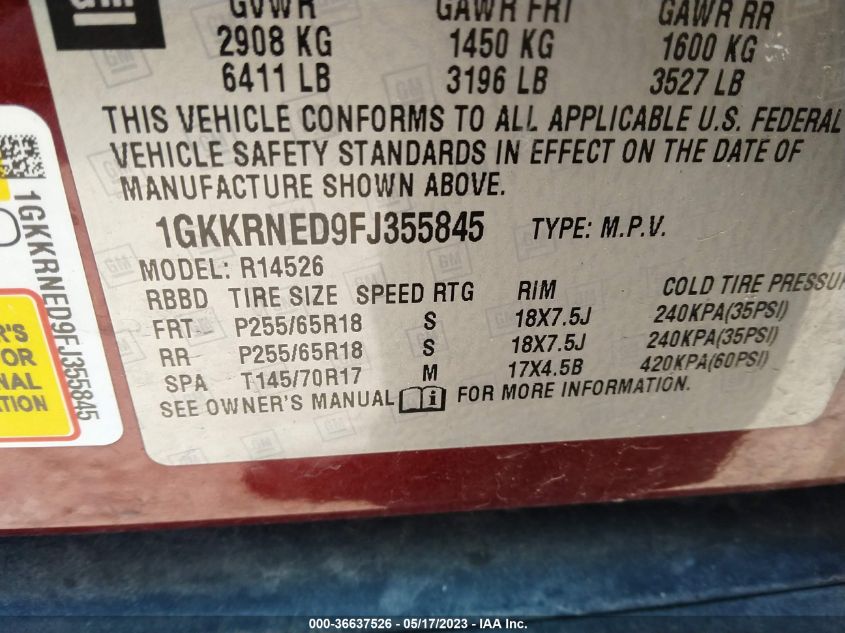 GM
GVWR GAWR FRT GAWR RR
2908 KG 1450 KG 1600 KG
6411 LB 3196 LB 3527 LB
THIS VEHICLE CONFORMS TO ALL APPLICABLE U.S. FEDERAL
VEHICLE SAFETY STANDARDS IN EFFECT ON THE DATE OF
MANUFACTURE SHOWN ABOVE.
1GKKRNED9FJ355845 TYPE: M.P.V.
MODEL: R14526
RBBD TIRE SIZE SPEED RTG RIM COLD TIRE PRESSUR
FRT P255/65R18 S 18X7.5J 240KPA(35PSI)
RR P255/65R18 S 18X7.5J 240KPA(35PSI)
SPA T145/70R17 M 17X4.5B 420KPA(60PSI)
SEE OWNER'S MANUAL i FOR MORE INFORMATION.
1GKKRNED9FJ355845
R'S
FOR
NAL
ATION
000-36637526 - 05/17/2023 - IAA Inc.